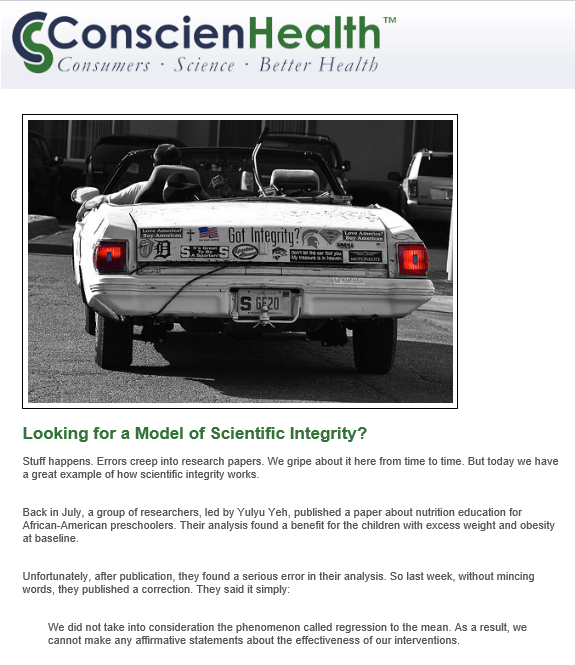 ConscienHealth™
Consumers · Science · Better Health
Love America?
Buy American
Got Integrity?
Love America?
Buy American
It's Great
To Be
A Spartan!
Don't let the car fool you.
My treasure is in heaven.
S GE20
Looking for a Model of Scientific Integrity?
Stuff happens. Errors creep into research papers. We gripe about it here from time to time. But today we have
a great example of how scientific integrity works.
Back in July, a group of researchers, led by Yulyu Yeh, published a paper about nutrition education for
African-American preschoolers. Their analysis found a benefit for the children with excess weight and obesity
at baseline.
Unfortunately, after publication, they found a serious error in their analysis. So last week, without mincing
words, they published a correction. They said it simply:
We did not take into consideration the phenomenon called regression to the mean. As a result, we
cannot make any affirmative statements about the effectiveness of our interventions.